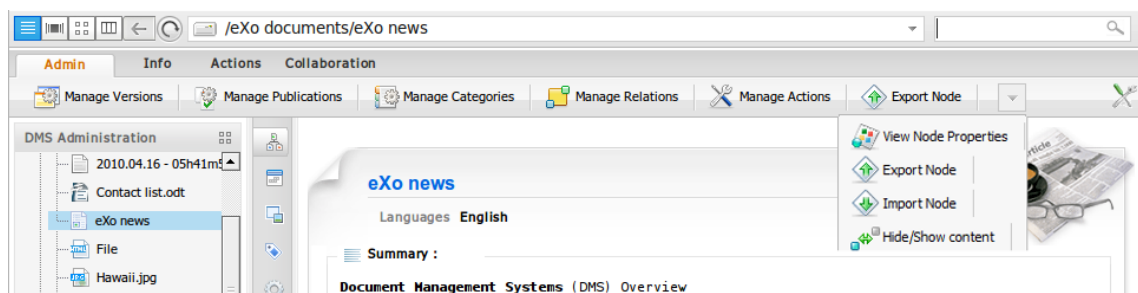 /eXo documents/eXo news
Admin Info Actions Collaboration
Manage Versions Manage Publications Manage Categories Manage Relations Manage Actions Export Node
DMS Administration
2010.04.16 - 05h41m
Contact list.odt
eXo news
File
Hawaii.jpg
eXo news
Languages English
Summary :
Document Management Systems (DMS) Overview
View Node Properties
Export Node
Import Node
Hide/Show content
rticle